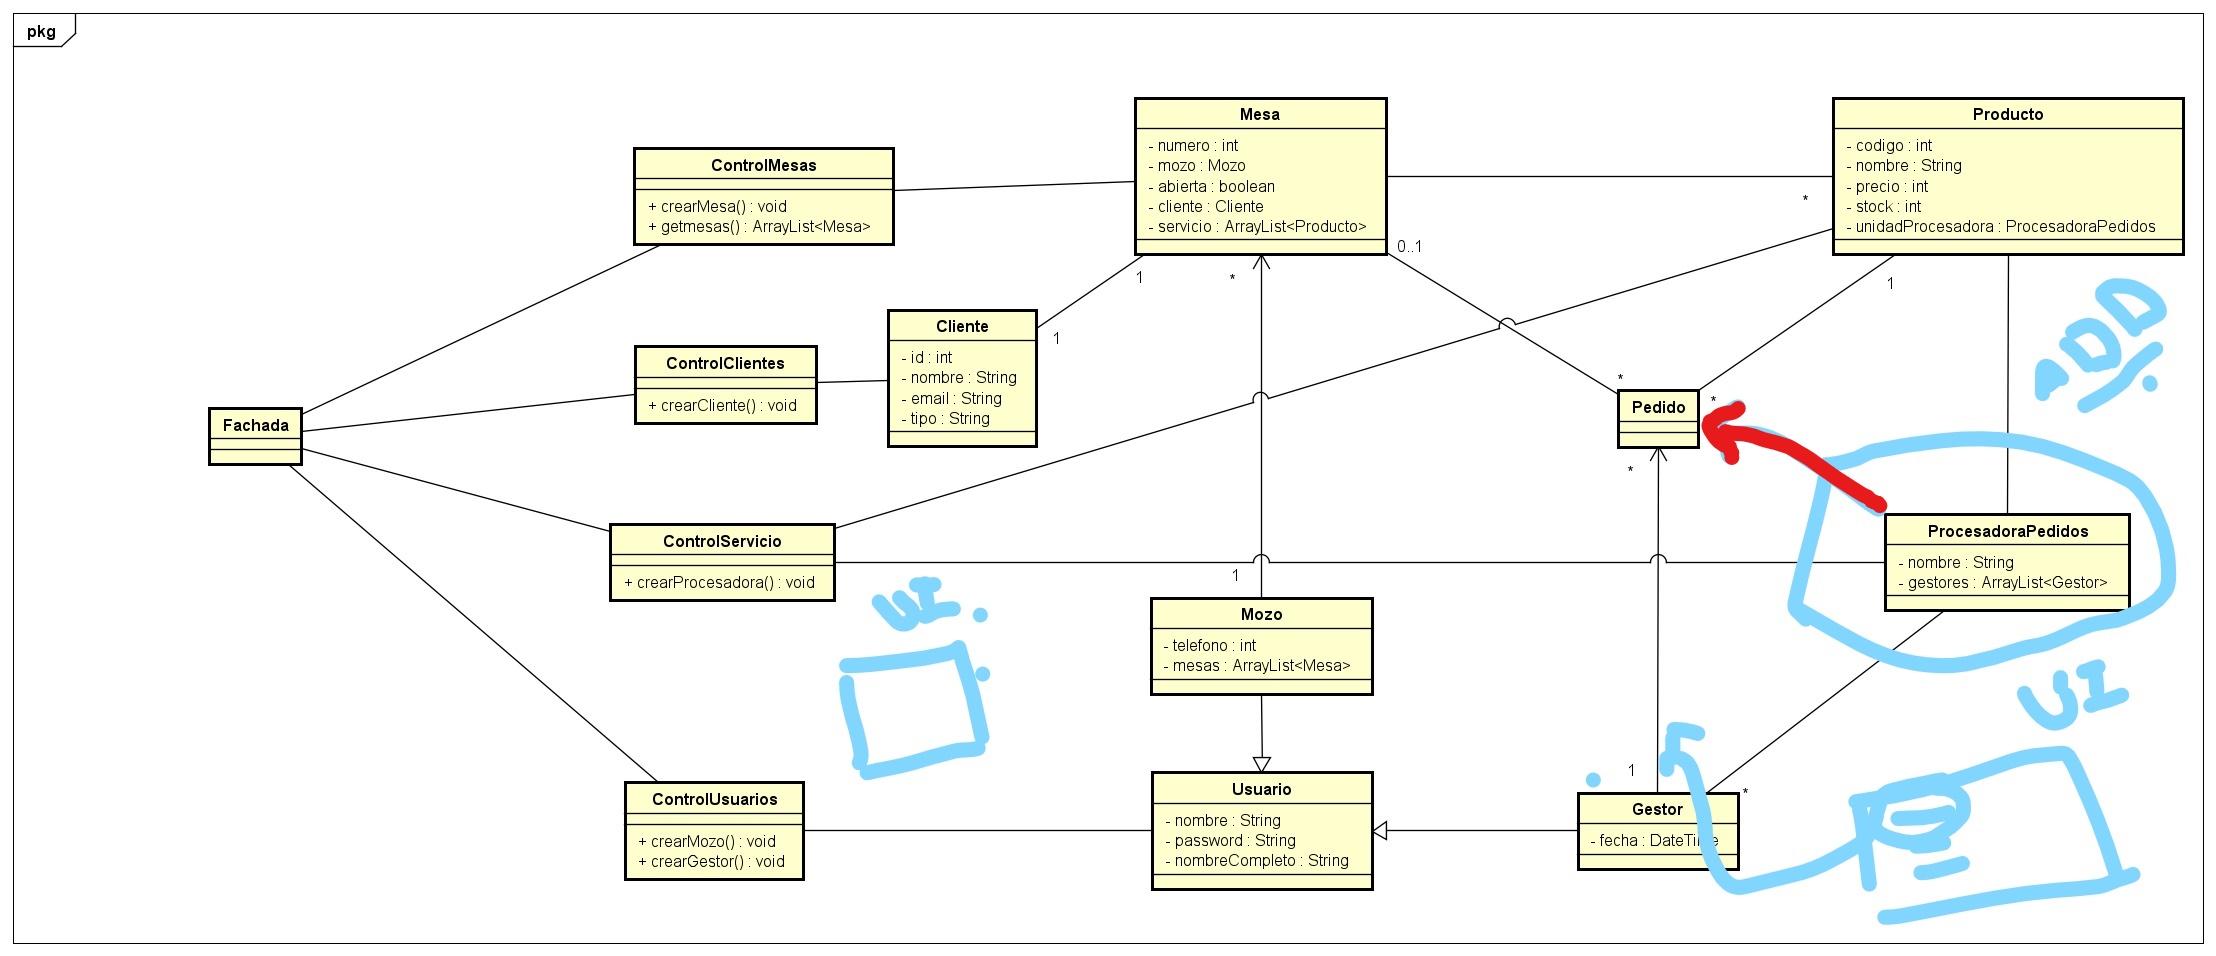 pkg
Mesa
- numero : int
- mozo : Mozo
- abierta : boolean
- cliente : Cliente
- servicio : ArrayList<Producto>
Producto
- codigo : int
- nombre : String
- precio : int
- stock : int
- unidadProcesadora : ProcesadoraPedidos
ControlMesas
+ crearMesa() : void
+ getmesas() : ArrayList<Mesa>
*
0..1
1
*
1
ADD
Cliente
- id : int
- nombre : String
- email : String
- tipo : String
1
ControlClientes
+ crearCliente() : void
*
*
Pedido
*
Fachada
ControlServicio
+ crearProcesadora() : void
ProcesadoraPedidos
- nombre : String
- gestores : ArrayList<Gestor>
1
UI
Mozo
- telefono : int
- mesas : ArrayList<Mesa>
UI
1
*
ControlUsuarios
+ crearMozo() : void
+ crearGestor() : void
Usuario
- nombre : String
- password : String
- nombreCompleto : String
Gestor
- fecha : DateTime